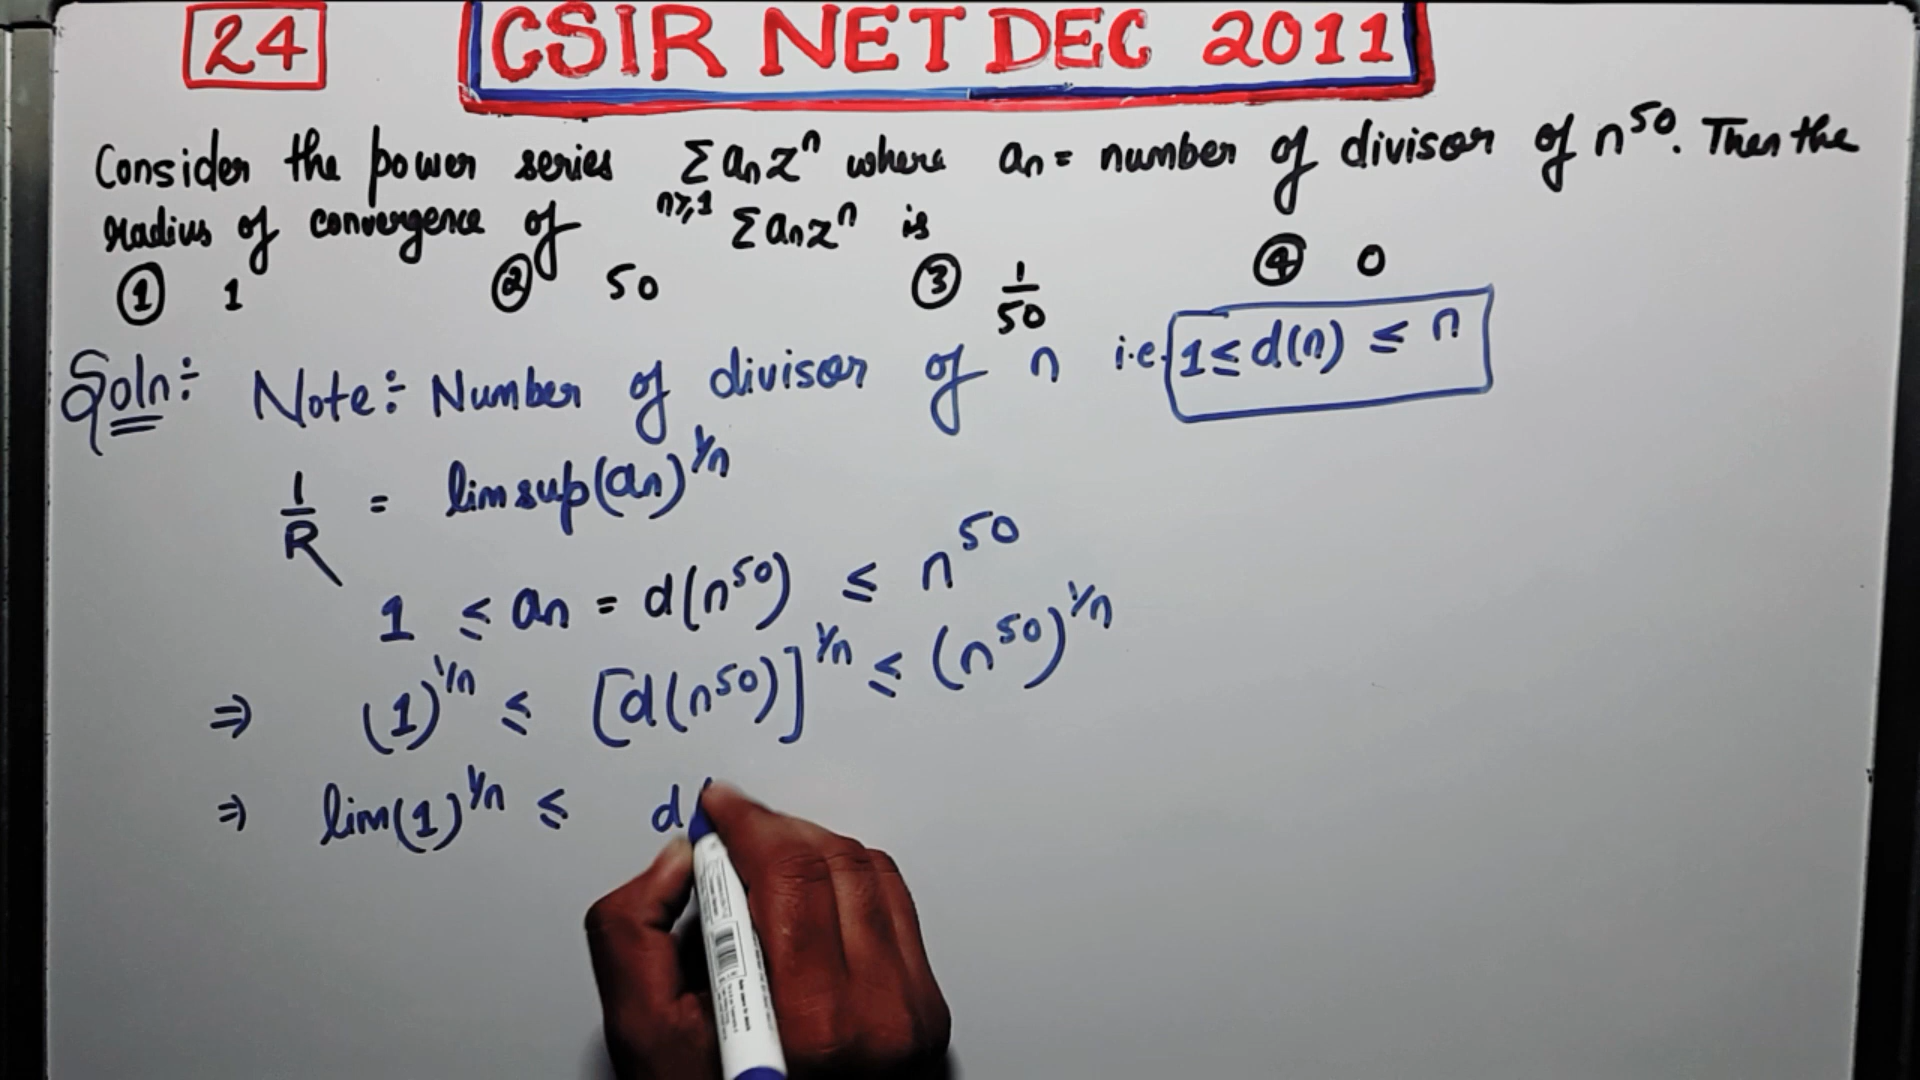 24 CSIR NET DEC 2011
Consider the power series ∑ aₙzⁿ where aₙ = number of divisor of n⁵⁰. Then the
n≥1
radius of convergence of ∑ aₙzⁿ is
① 1 ② 50 ③ 1/50 ④ 0
Soln:- Note:- Number of divisor of n i.e. 1 ≤ d(n) ≤ n
1/R = lim sup (aₙ)^1/n
1 ≤ aₙ = d(n⁵⁰) ≤ n⁵⁰
⇒ (1)^1/n ≤ [d(n⁵⁰)]^1/n ≤ (n⁵⁰)^1/n
⇒ lim (1)^1/n ≤ d(